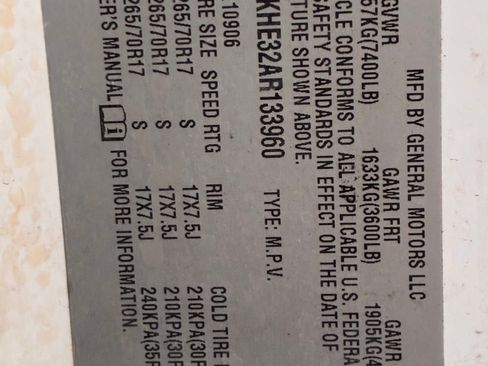 MFD BY GENERAL MOTORS LLC
GVWR GAWR FRT GAWR
57KG(7400LB) 1633KG(3600LB) 1905KG(4
CLE CONFORMS TO ALL APPLICABLE U.S. FEDERA
SAFETY STANDARDS IN EFFECT ON THE DATE OF
TURE SHOWN ABOVE.
KHE32AR133960 TYPE: M.P.V.
10906
RE SIZE SPEED RTG RIM COLD TIRE
265/70R17 S 17X7.5J 210KPA(30P
265/70R17 S 17X7.5J 210KPA(30P
265/70R17 S 17X7.5J 240KPA(35P
ER'S MANUAL FOR MORE INFORMATION.